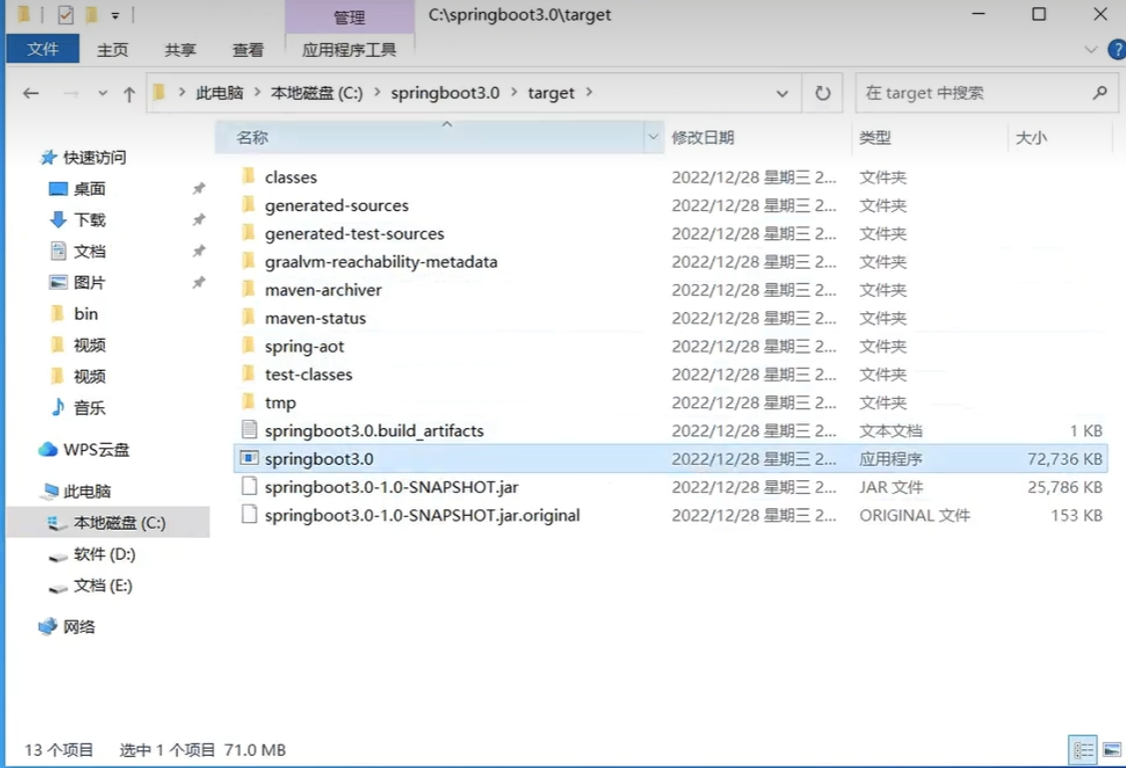 管理
C:\springboot3.0\target
文件 主页 共享 查看 应用程序工具
此电脑 本地磁盘 (C:) springboot3.0 target
在 target 中搜索
名称 修改日期 类型 大小
快速访问
桌面
下载
文档
图片
bin
视频
视频
音乐
WPS云盘
此电脑
本地磁盘 (C:)
软件 (D:)
文档 (E:)
网络
classes 2022/12/28 星期三 2... 文件夹
generated-sources 2022/12/28 星期三 2... 文件夹
generated-test-sources 2022/12/28 星期三 2... 文件夹
graalvm-reachability-metadata 2022/12/28 星期三 2... 文件夹
maven-archiver 2022/12/28 星期三 2... 文件夹
maven-status 2022/12/28 星期三 2... 文件夹
spring-aot 2022/12/28 星期三 2... 文件夹
test-classes 2022/12/28 星期三 2... 文件夹
tmp 2022/12/28 星期三 2... 文件夹
springboot3.0.build_artifacts 2022/12/28 星期三 2... 文本文档 1 KB
springboot3.0 2022/12/28 星期三 2... 应用程序 72,736 KB
springboot3.0-1.0-SNAPSHOT.jar 2022/12/28 星期三 2... JAR 文件 25,786 KB
springboot3.0-1.0-SNAPSHOT.jar.original 2022/12/28 星期三 2... ORIGINAL 文件 153 KB
13 个项目 选中 1 个项目 71.0 MB